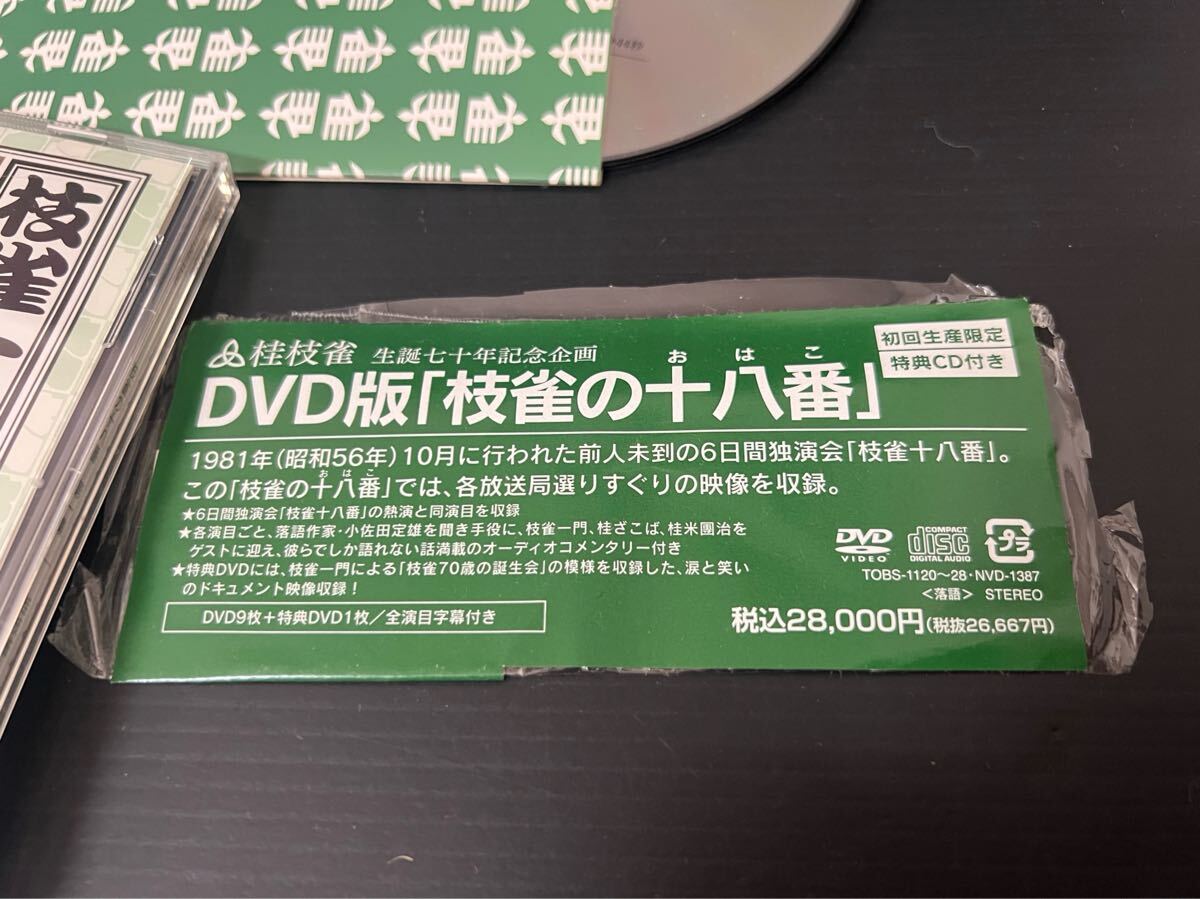 枝雀
桂枝雀 生誕七十年記念企画
初回生産限定
特典CD付き
おはこ
DVD版「枝雀の十八番」
1981年(昭和56年)10月に行われた前人未到の6日間独演会「枝雀十八番」。
おはこ
この「枝雀の十八番」では、各放送局選りすぐりの映像を収録。
★6日間独演会「枝雀十八番」の熱演と同演目を収録
★各演目ごと、落語作家・小佐田定雄を聞き手役に、枝雀一門、桂ざこば、桂米團治を
ゲストに迎え、彼らでしか語れない話満載のオーディオコメンタリー付き
★特典DVDには、枝雀一門による「枝雀70歳の誕生会」の模様を収録した、涙と笑い
のドキュメント映像収録!
DVD9枚+特典DVD1枚/全演目字幕付き
DVD
VIDEO
COMPACT
disc
DIGITAL AUDIO
プラ
TOBS-1120〜28・NVD-1387
<落語> STEREO
税込28,000円(税抜26,667円)